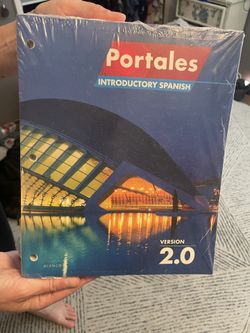 Portales
INTRODUCTORY SPANISH
VERSION
2.0